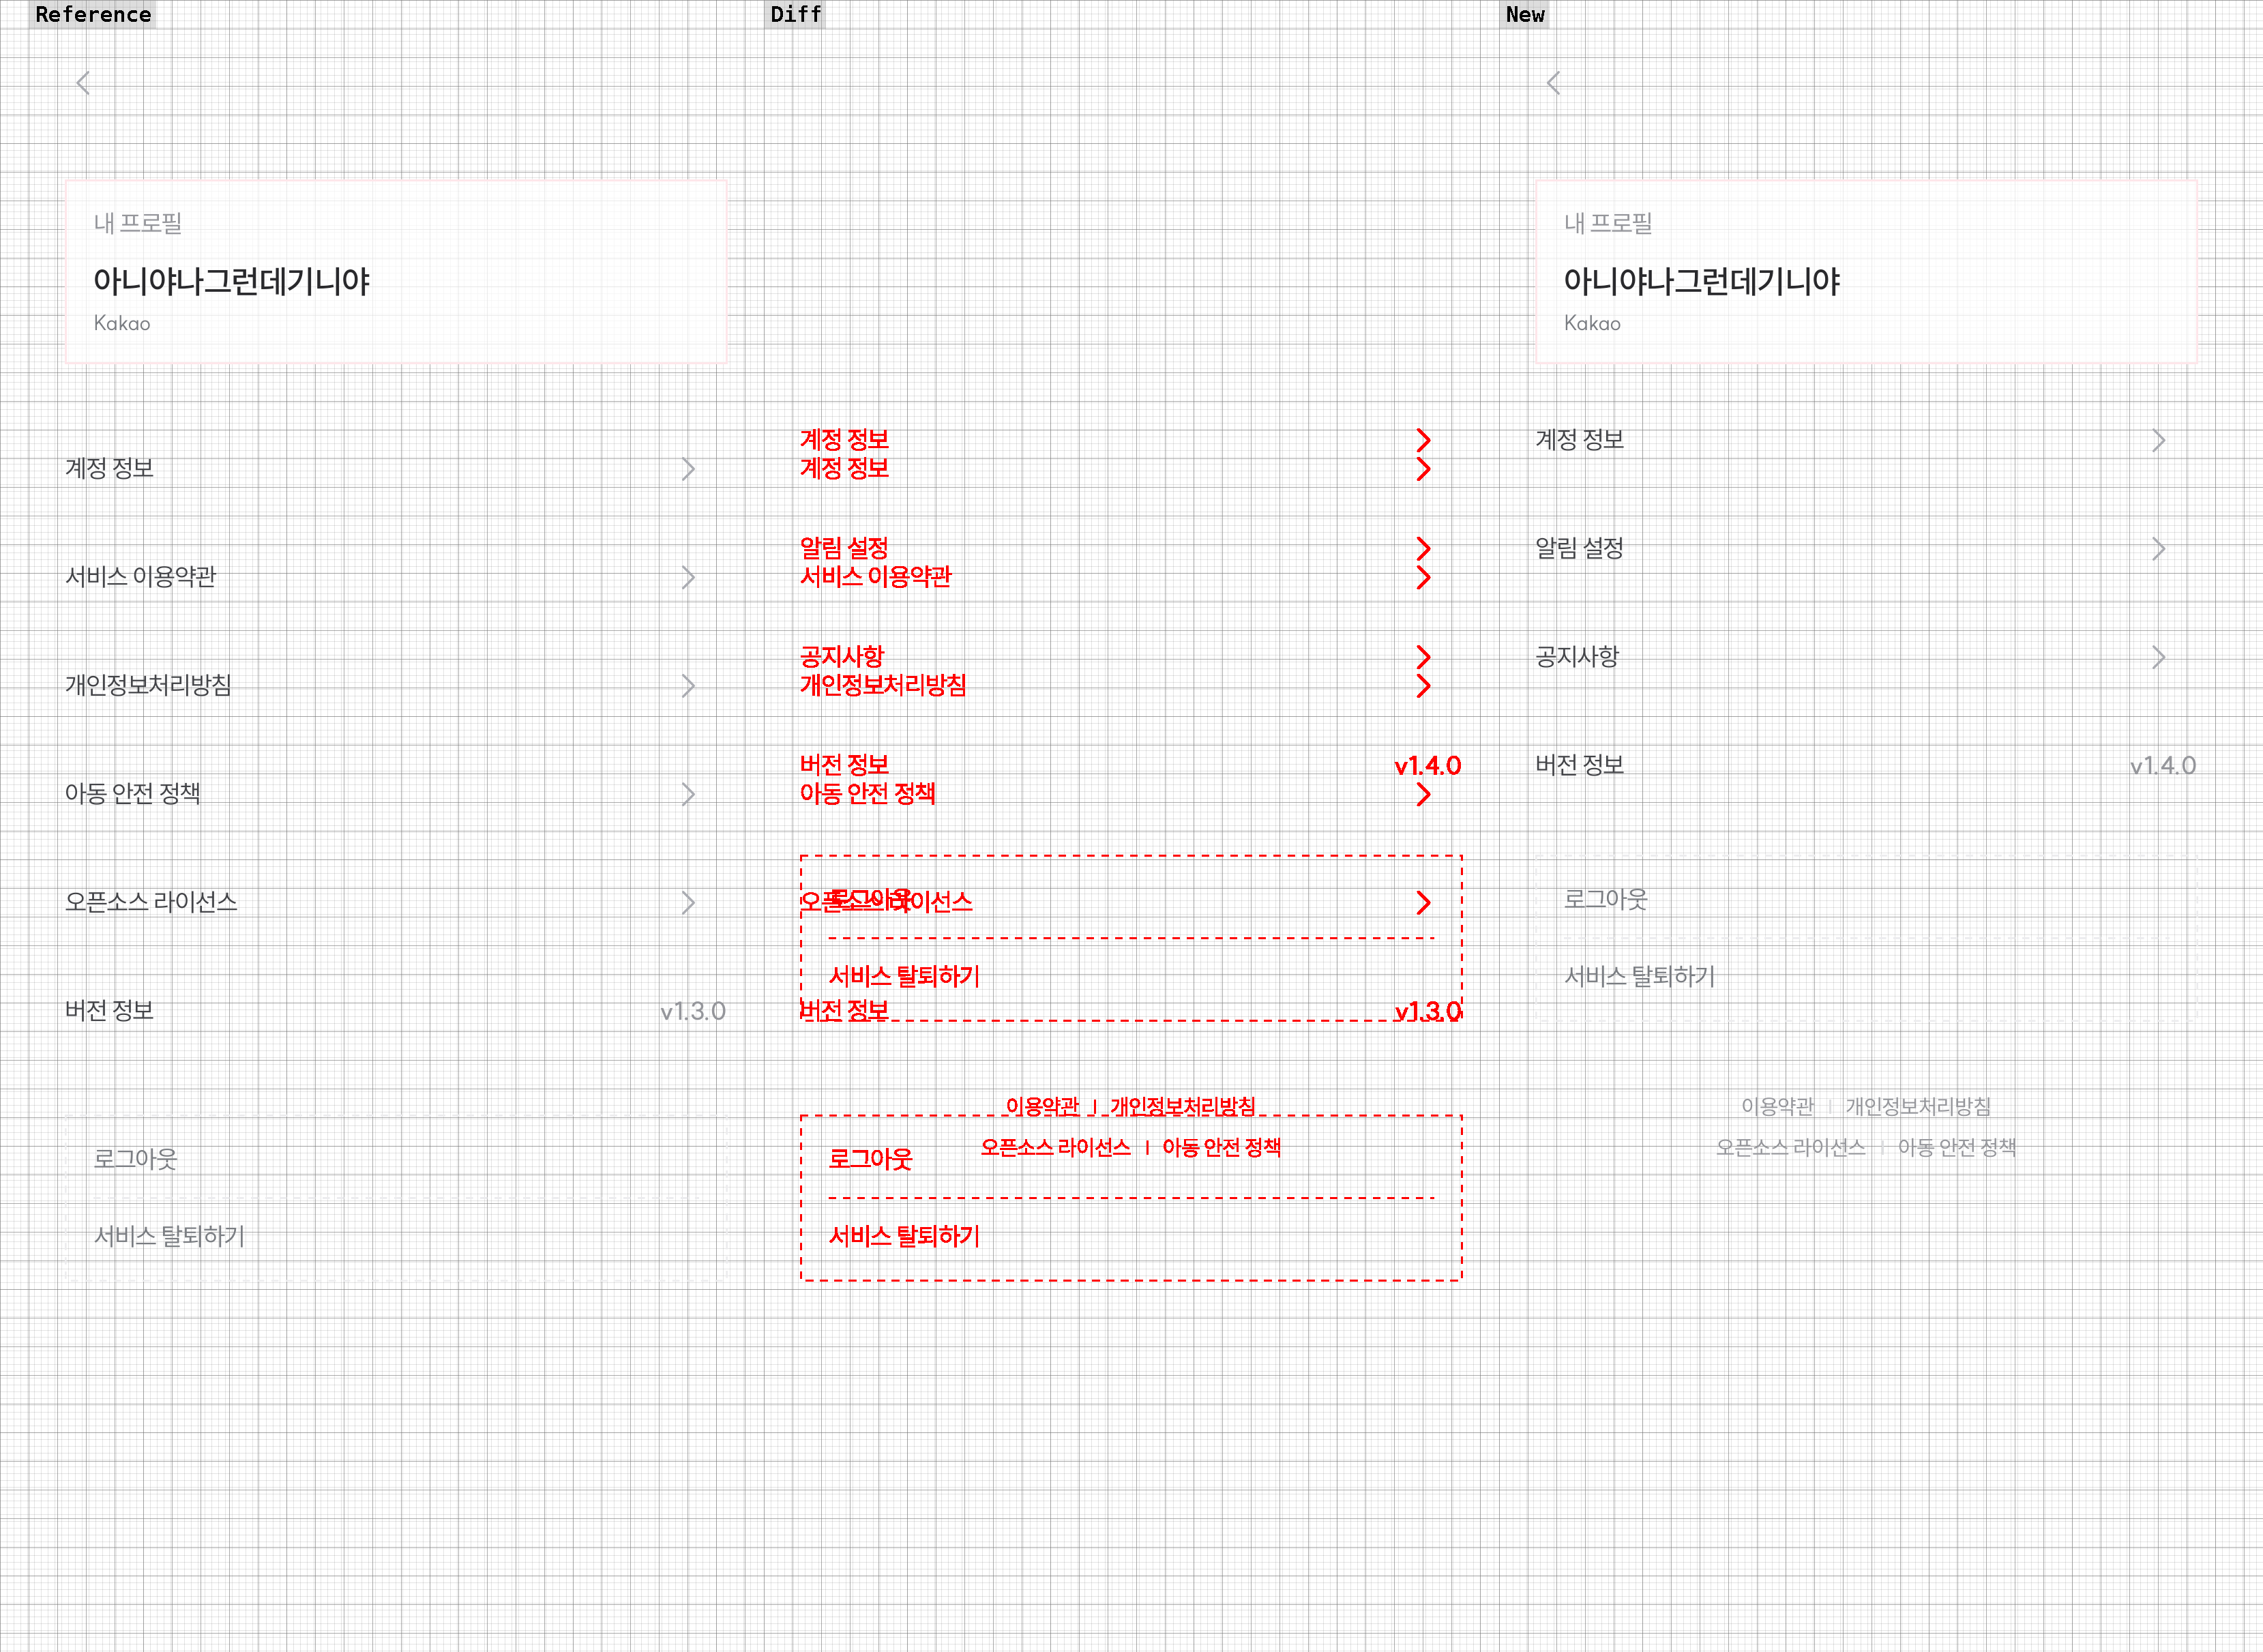 Reference
내 프로필
아니야나그런데기니야
Kakao
계정 정보
서비스 이용약관
개인정보처리방침
아동 안전 정책
오픈소스 라이선스
버전 정보 v1.3.0
로그아웃
서비스 탈퇴하기
Diff
계정 정보
계정 정보
알림 설정
서비스 이용약관
공지사항
개인정보처리방침
버전 정보 v1.4.0
아동 안전 정책
로그아웃
오픈소스 라이선스
서비스 탈퇴하기
버전 정보 v1.3.0
이용약관 | 개인정보처리방침
오픈소스 라이선스 | 아동 안전 정책
로그아웃
서비스 탈퇴하기
New
내 프로필
아니야나그런데기니야
Kakao
계정 정보
알림 설정
공지사항
버전 정보 v1.4.0
로그아웃
서비스 탈퇴하기
이용약관 | 개인정보처리방침
오픈소스 라이선스 | 아동 안전 정책